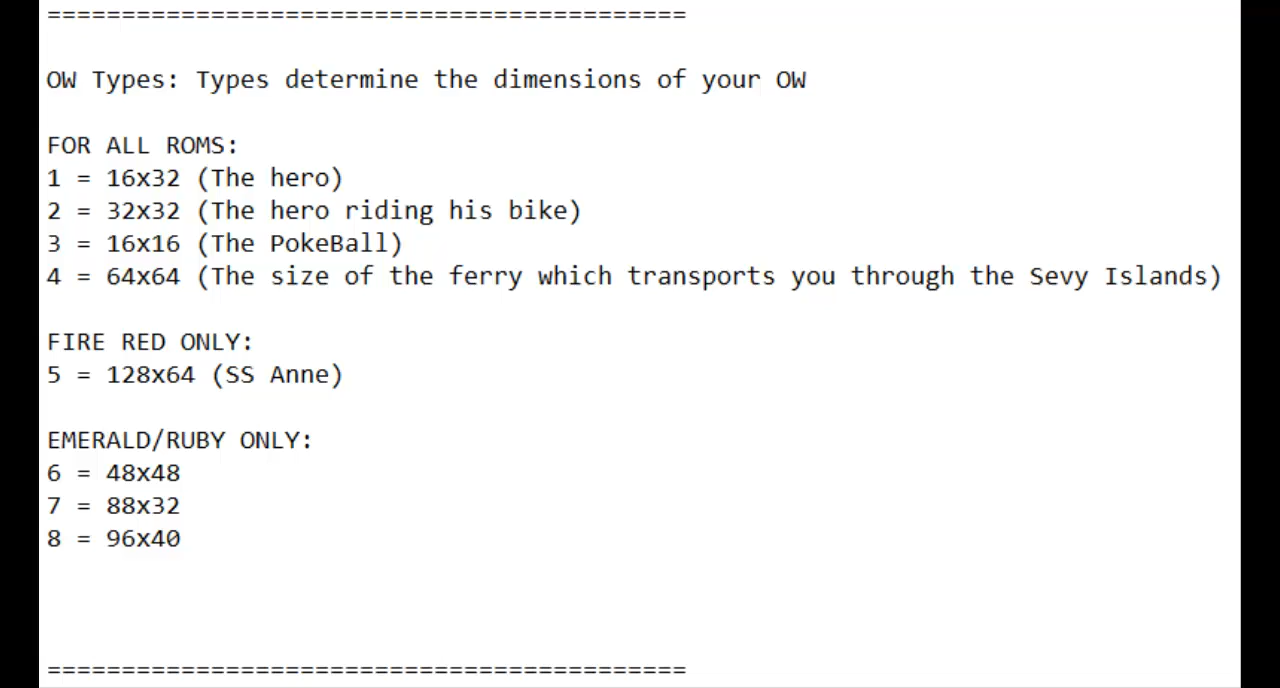 ===========================================
OW Types: Types determine the dimensions of your OW
FOR ALL ROMS:
1 = 16x32 (The hero)
2 = 32x32 (The hero riding his bike)
3 = 16x16 (The PokeBall)
4 = 64x64 (The size of the ferry which transports you through the Sevy Islands)
FIRE RED ONLY:
5 = 128x64 (SS Anne)
EMERALD/RUBY ONLY:
6 = 48x48
7 = 88x32
8 = 96x40
===========================================